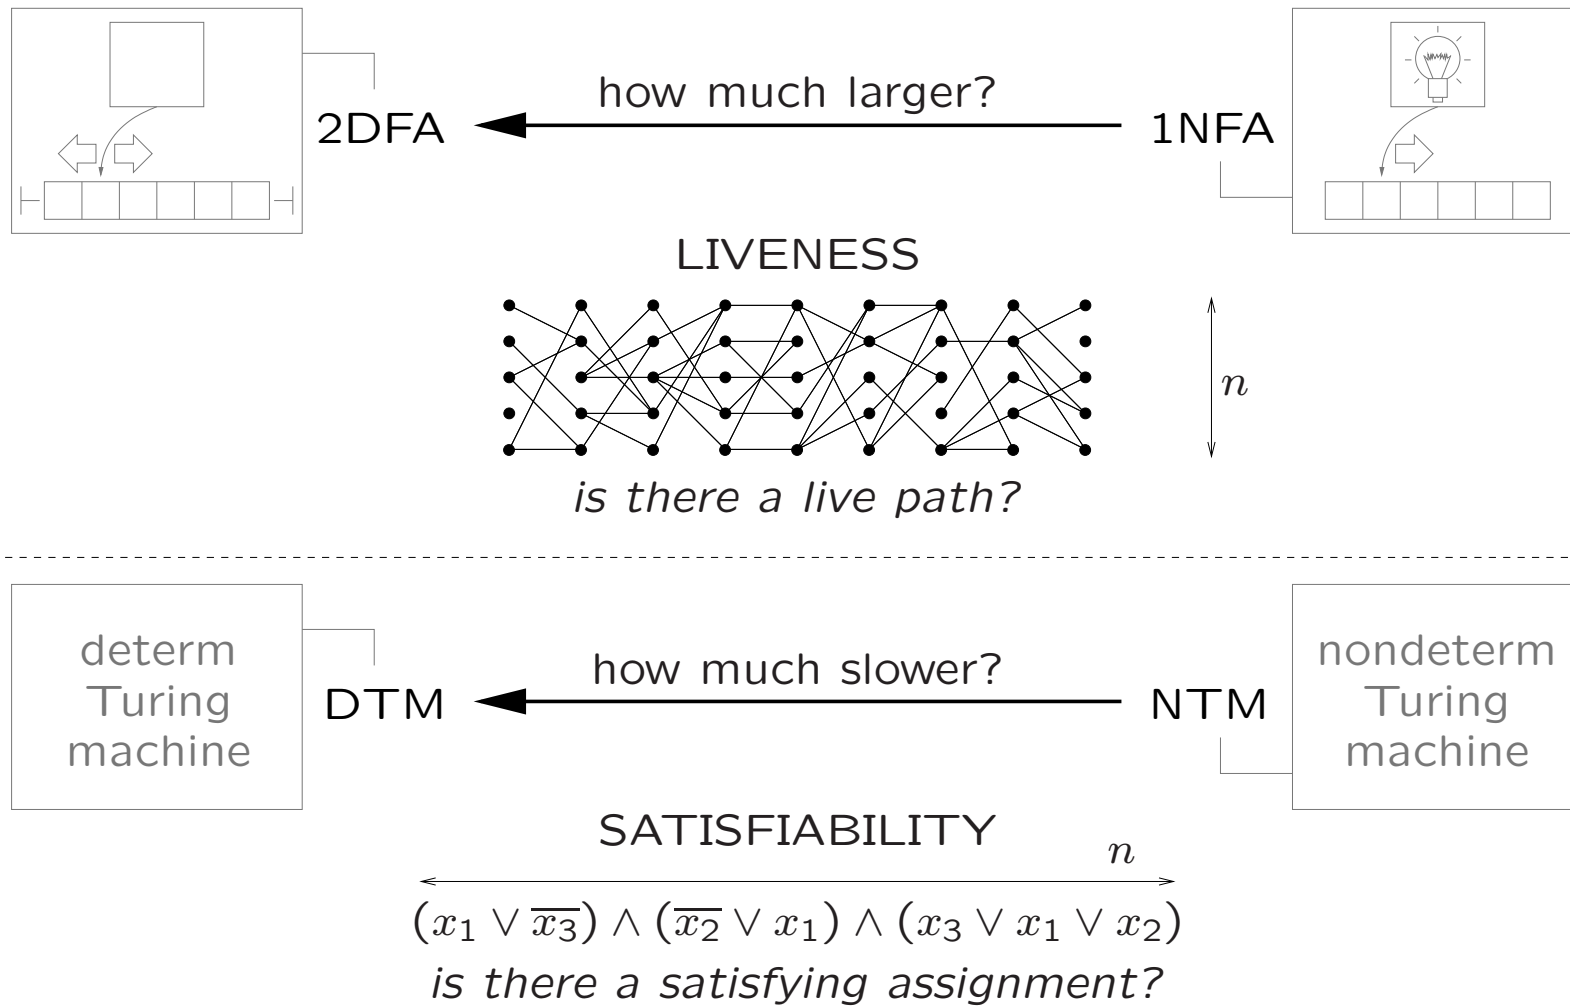 how much larger?
2DFA
1NFA
LIVENESS
n
is there a live path?
determ
Turing
machine
how much slower?
DTM
NTM
nondeterm
Turing
machine
SATISFIABILITY
n
(x₁ ∨ x̅₃) ∧ (x̅₂ ∨ x₁) ∧ (x₃ ∨ x₁ ∨ x₂)
is there a satisfying assignment?